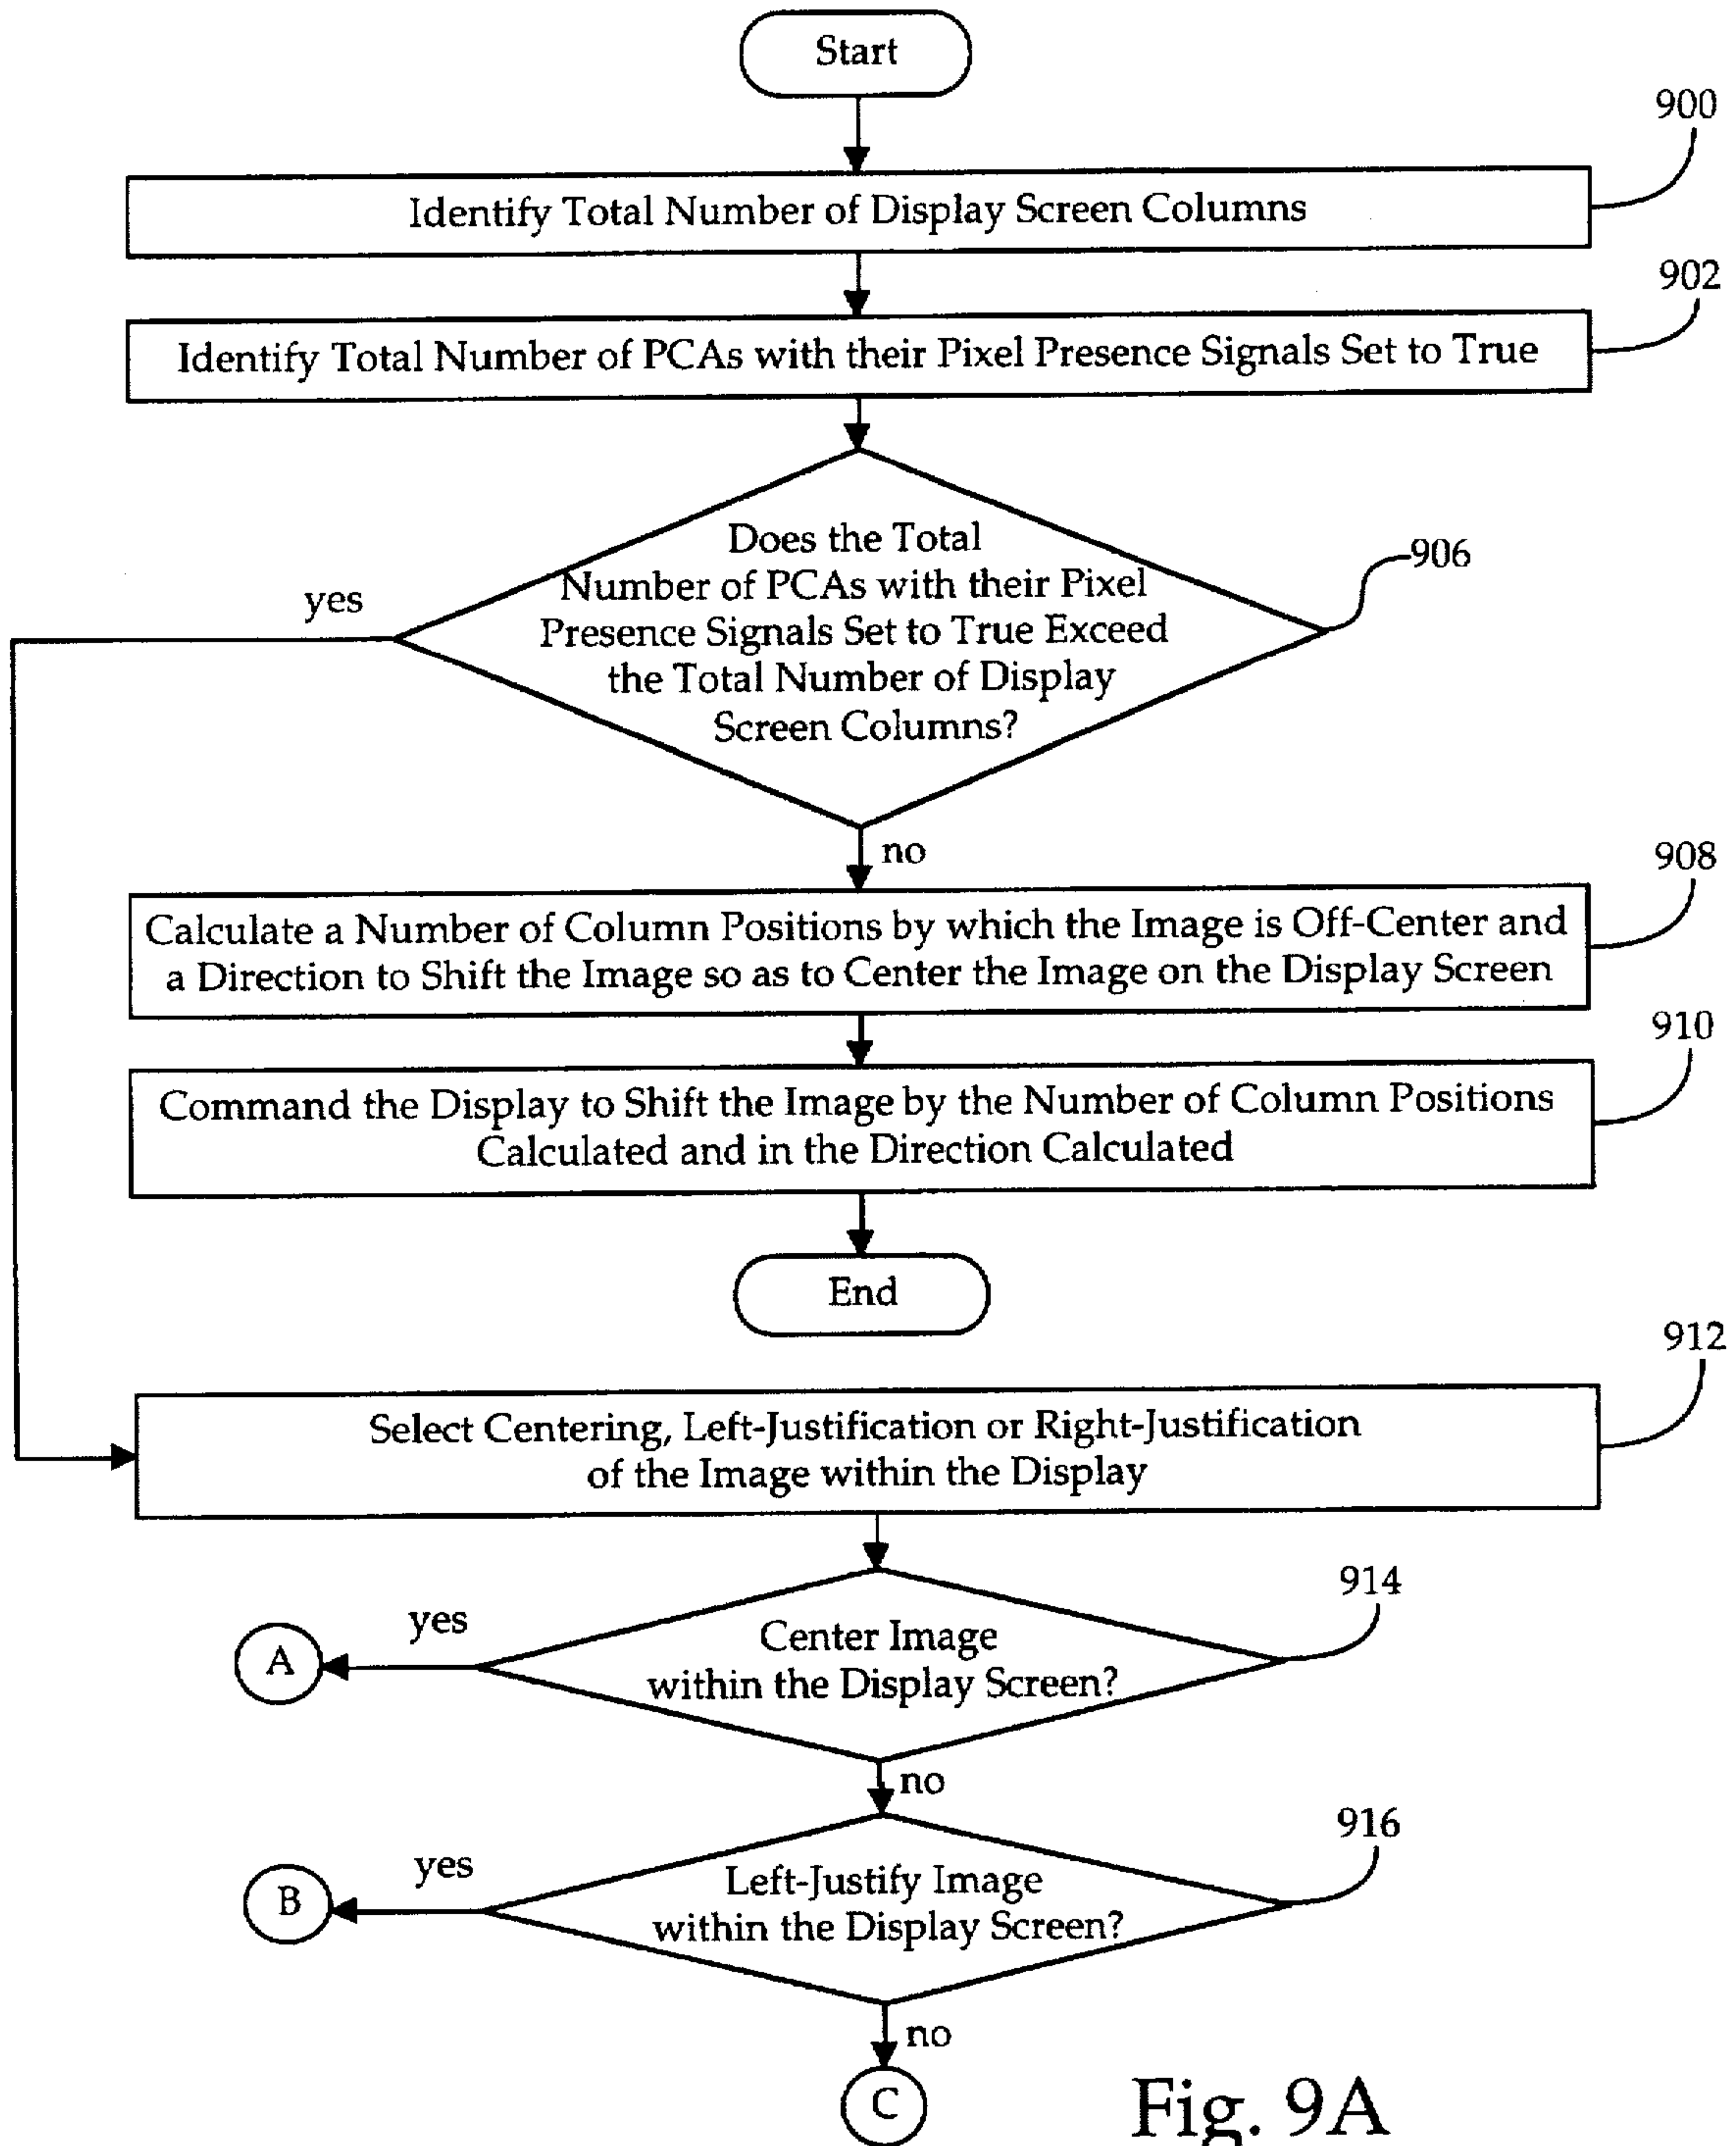 Start
900
Identify Total Number of Display Screen Columns
902
Identify Total Number of PCAs with their Pixel Presence Signals Set to True
Does the Total
Number of PCAs with their Pixel
Presence Signals Set to True Exceed
the Total Number of Display
Screen Columns?
906
yes
no
908
Calculate a Number of Column Positions by which the Image is Off-Center and
a Direction to Shift the Image so as to Center the Image on the Display Screen
910
Command the Display to Shift the Image by the Number of Column Positions
Calculated and in the Direction Calculated
End
912
Select Centering, Left-Justification or Right-Justification
of the Image within the Display
914
yes
A
Center Image
within the Display Screen?
no
916
yes
B
Left-Justify Image
within the Display Screen?
no
C
Fig. 9A